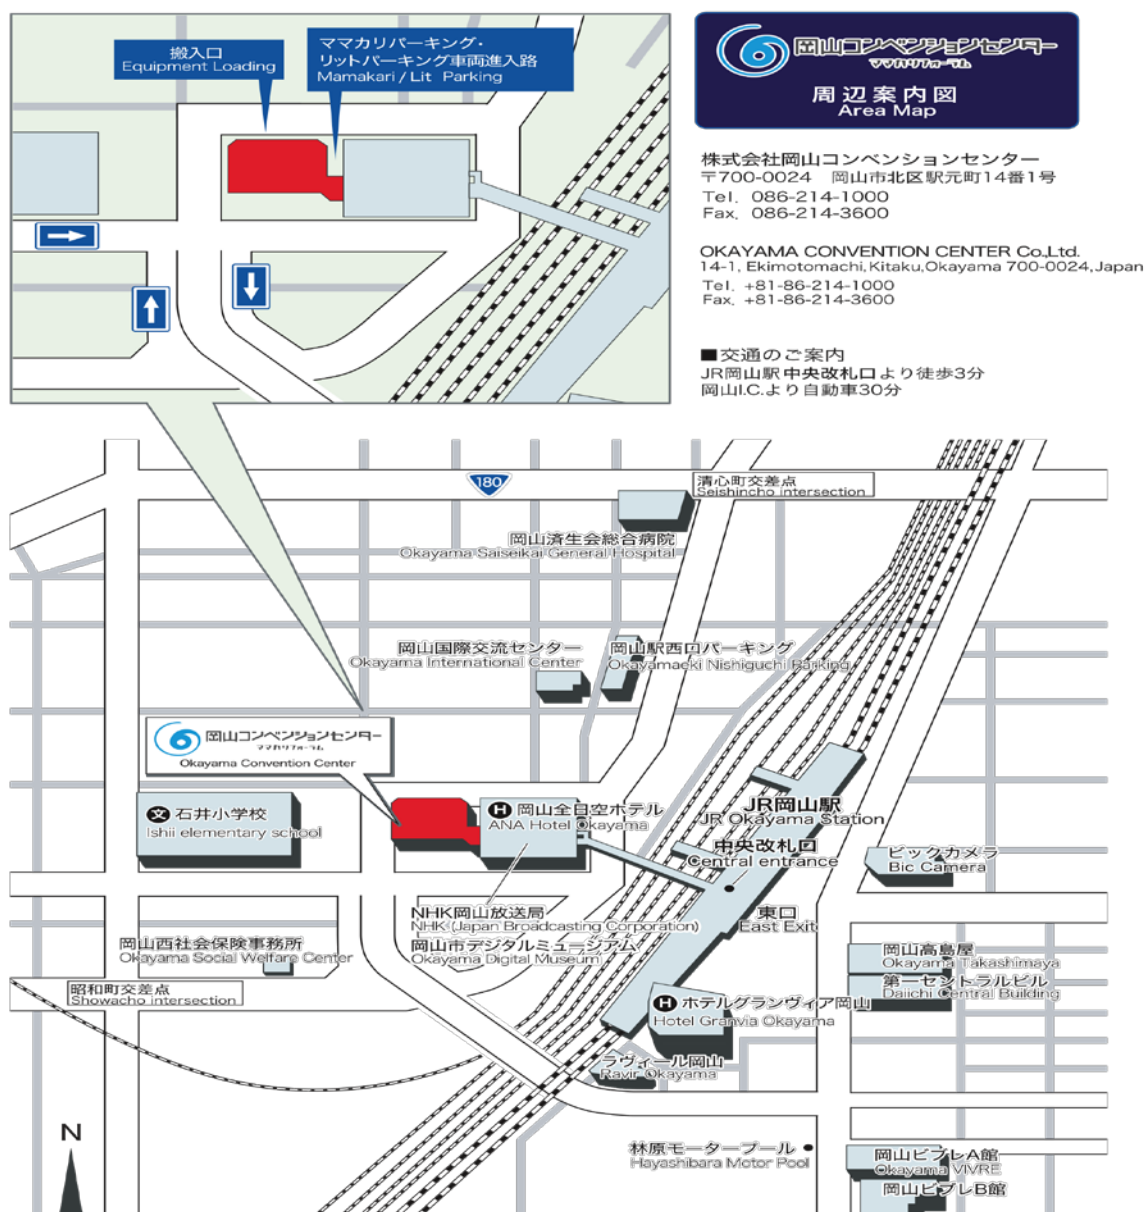 搬入口
Equipment Loading
ママカリパーキング・
リットパーキング車両進入路
Mamakari / Lit Parking
岡山コンベンションセンター
ママカリフォーラム
周辺案内図
Area Map
株式会社岡山コンベンションセンター
〒700-0024 岡山市北区駅元町14番1号
Tel. 086-214-1000
Fax. 086-214-3600
OKAYAMA CONVENTION CENTER Co.,Ltd.
14-1, Ekimotomachi, Kitaku, Okayama 700-0024, Japan
Tel. +81-86-214-1000
Fax. +81-86-214-3600
■交通のご案内
JR岡山駅 中央改札口 より徒歩3分
岡山I.C.より自動車30分
180
清心町交差点
Seishincho intersection
岡山済生会総合病院
Okayama Saiseikai General Hospital
岡山国際交流センター
Okayama International Center
岡山駅西口パーキング
Okayamaeki Nishiguchi Parking
岡山コンベンションセンター
ママカリフォーラム
Okayama Convention Center
文 石井小学校
Ishii elementary school
H 岡山全日空ホテル
ANA Hotel Okayama
JR岡山駅
JR Okayama Station
中央改札口
Central entrance
ビックカメラ
Bic Camera
NHK岡山放送局
NHK (Japan Broadcasting Corporation)
岡山市デジタルミュージアム
Okayama Digital Museum
東口
East Exit
岡山西社会保険事務所
Okayama Social Welfare Center
岡山高島屋
Okayama Takashimaya
第一セントラルビル
Daiichi Central Building
昭和町交差点
Showacho intersection
H ホテルグランヴィア岡山
Hotel Granvia Okayama
ラヴィール岡山
Ravir Okayama
N
林原モータープール
Hayashibara Motor Pool
岡山ビブレA館
Okayama VIVRE
岡山ビブレB館